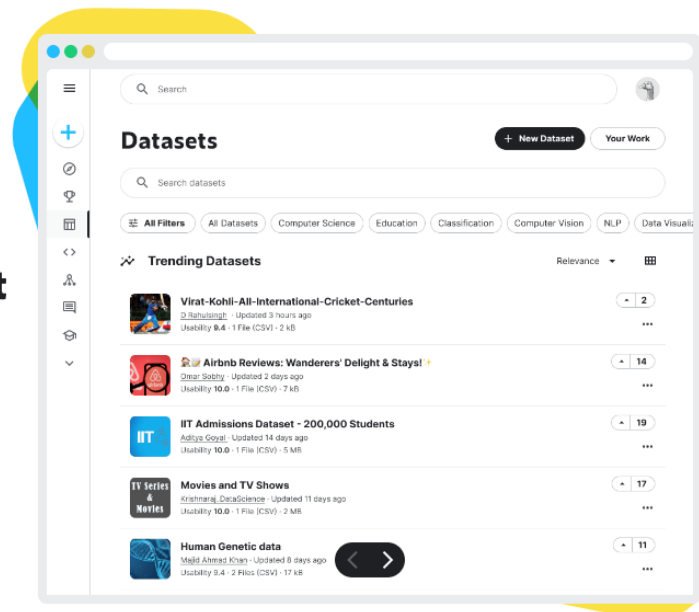 Search
Datasets
+ New Dataset
Your Work
Search datasets
All Filters
All Datasets
Computer Science
Education
Classification
Computer Vision
NLP
Data Visuali
t
Trending Datasets
Relevance
Virat-Kohli-All-International-Cricket-Centuries
D Rahulsingh · Updated 3 hours ago
Usability 9.4 · 1 File (CSV) · 2 kB
2
Airbnb Reviews: Wanderers' Delight & Stays!
Omar Sobhy · Updated 2 days ago
Usability 10.0 · 1 File (CSV) · 7 kB
14
IIT
IIT Admissions Dataset - 200,000 Students
Aditya Goyal · Updated 14 days ago
Usability 10.0 · 1 File (CSV) · 5 MB
19
TV Series
&
Movies
Movies and TV Shows
Krishnaraj_DataScience · Updated 11 days ago
Usability 10.0 · 1 File (CSV) · 2 MB
17
Human Genetic data
Majid Ahmad Khan · Updated 8 days ago
Usability 9.4 · 2 Files (CSV) · 17 kB
11